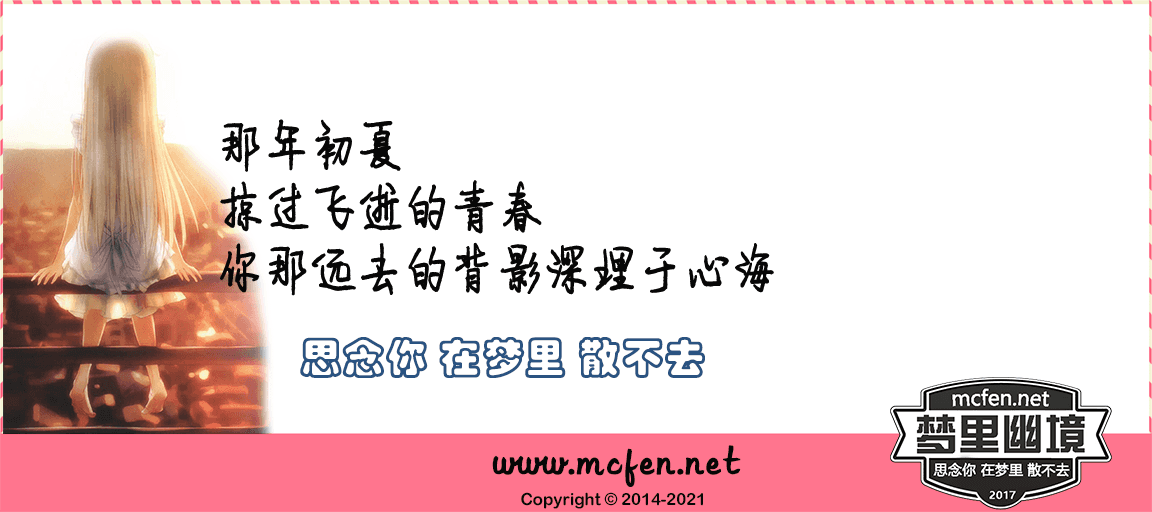 那年初夏
掠过飞逝的青春
你那远去的背影深理于心海
思念你 在梦里 散不去
mcfen.net
梦里幽境
思念你 在梦里 散不去
2017
www.mcfen.net
Copyright © 2014-2021